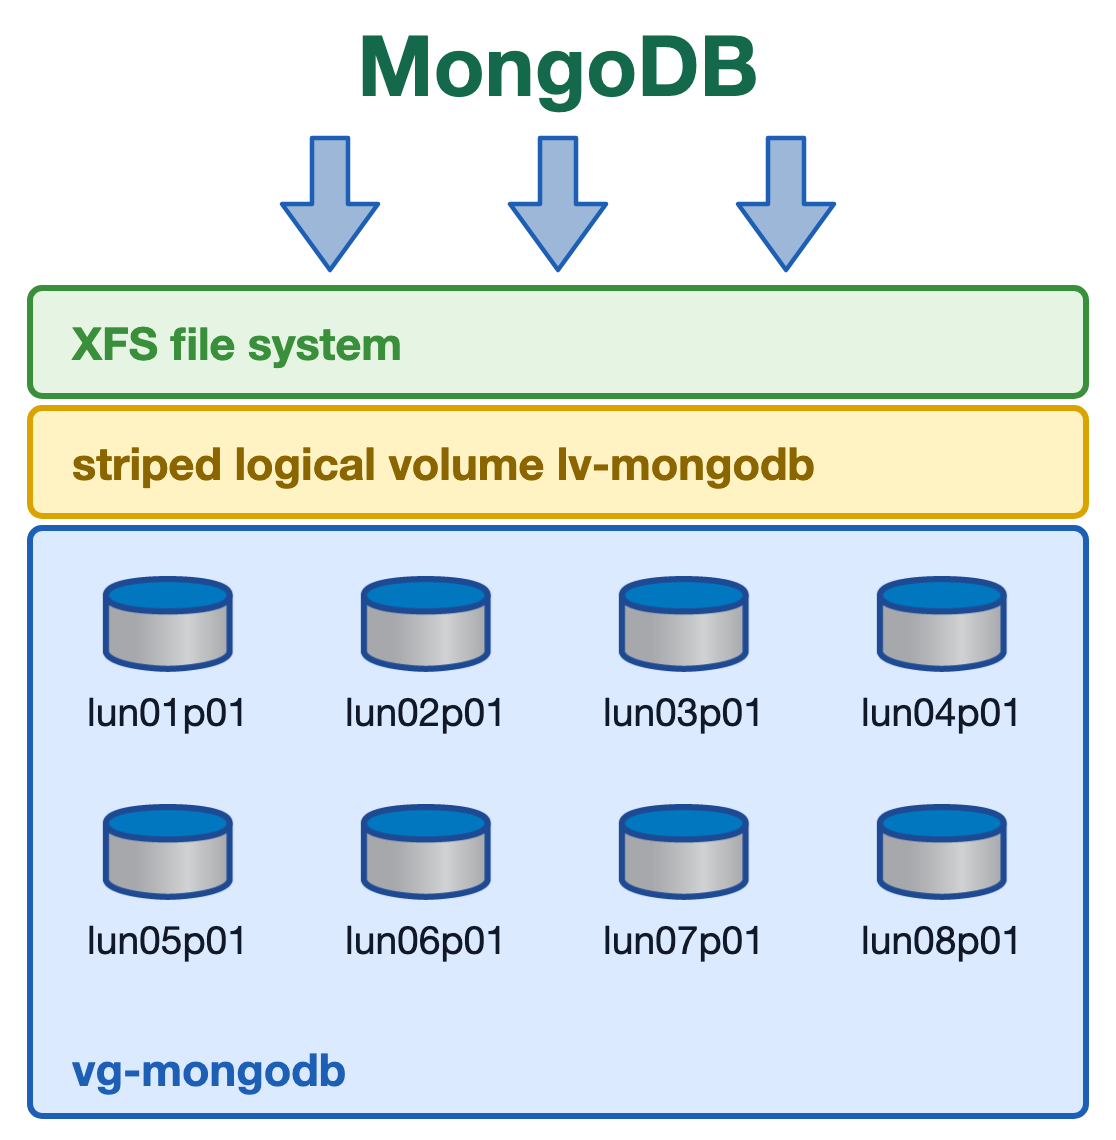 MongoDB
XFS file system
striped logical volume lv-mongodb
lun01p01 lun02p01 lun03p01 lun04p01
lun05p01 lun06p01 lun07p01 lun08p01
vg-mongodb